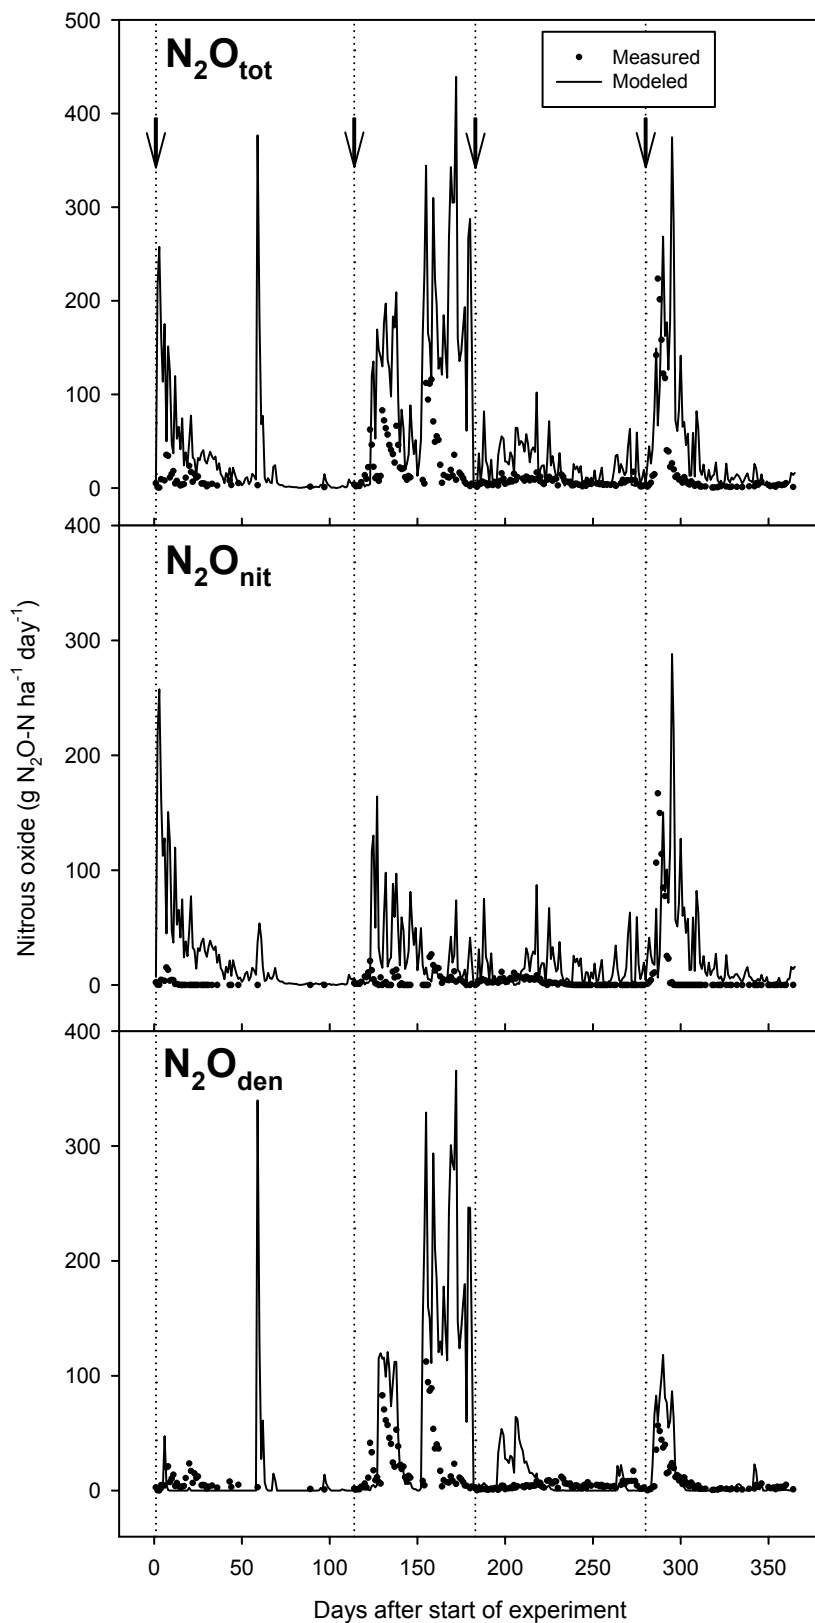 500
N₂Otot
Measured
Modeled
400
300
200
100
0
400
N₂Onit
300
200
100
0
Nitrous oxide (g N₂O-N ha⁻¹ day⁻¹)
400
N₂Oden
300
200
100
0
0 50 100 150 200 250 300 350
Days after start of experiment